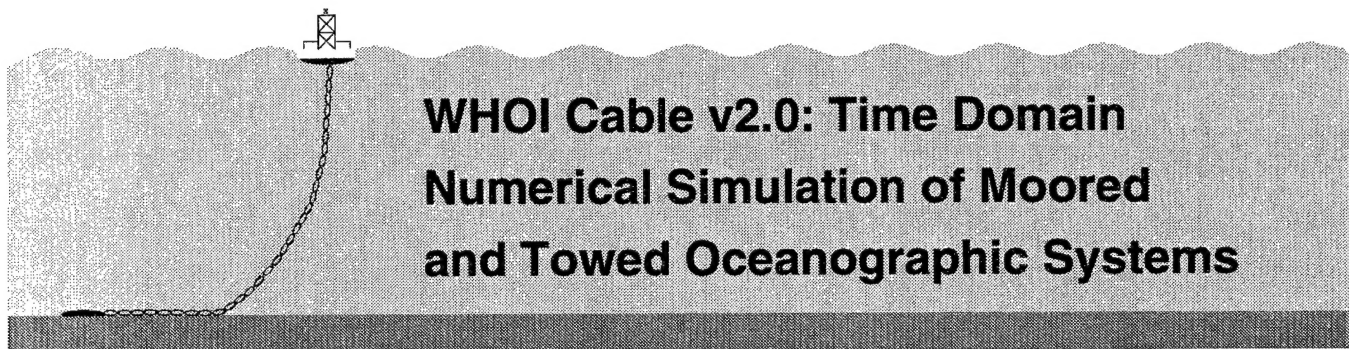 WHOI Cable v2.0: Time Domain
Numerical Simulation of Moored
and Towed Oceanographic Systems